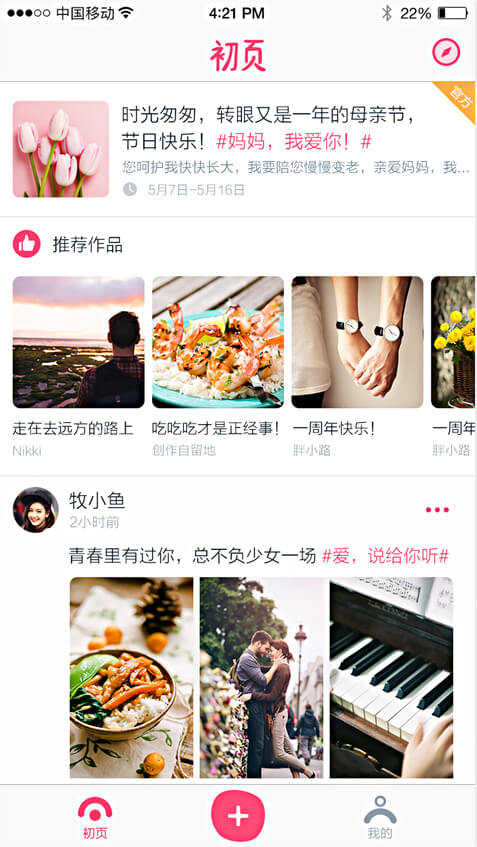 中国移动 4:21 PM 22%
初页
官方
时光匆匆，转眼又是一年的母亲节，
节日快乐！#妈妈，我爱你！#
您呵护我快快长大，我要陪您慢慢变老，亲爱妈妈，我...
5月7日-5月16日
推荐作品
走在去远方的路上 吃吃吃才是正经事！ 一周年快乐！ 一周年
Nikki 创作自留地 胖小路 胖小路
牧小鱼
2小时前
青春里有过你，总不负少女一场 #爱，说给你听#
初页 我的